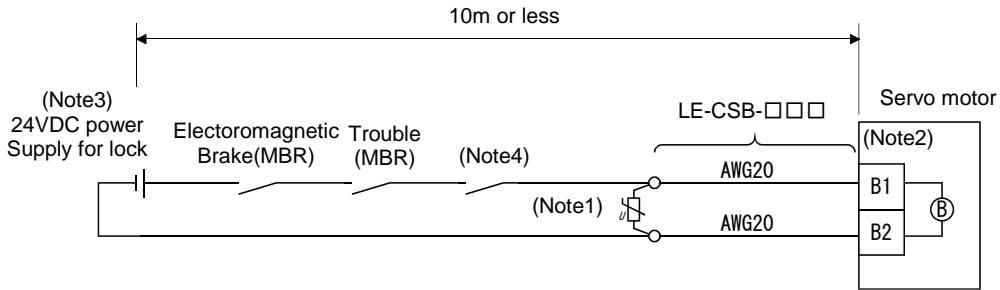 10m or less
(Note3)
24VDC power
Supply for lock
Electoromagnetic
Brake(MBR)
Trouble
(MBR)
(Note4)
(Note1)
U
LE-CSB-□□□
AWG20
AWG20
Servo motor
(Note2)
B1
B2
B